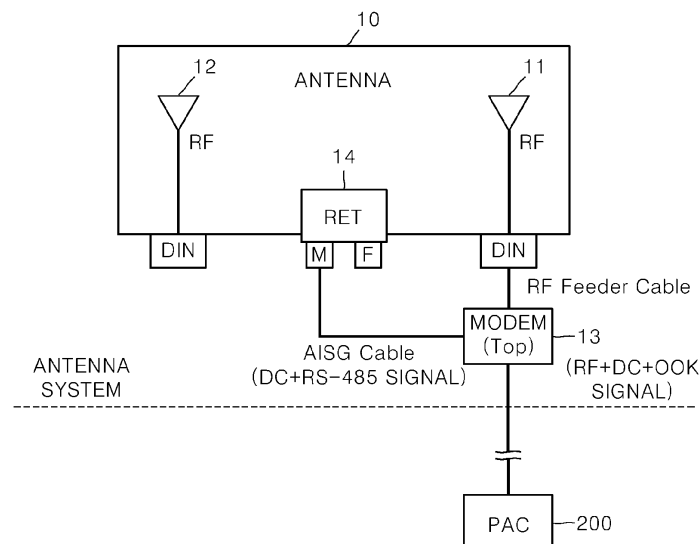 10
12
11
ANTENNA
RF
RF
14
RET
DIN
M
F
DIN
RF Feeder Cable
MODEM
(Top)
13
AISG Cable
(DC+RS-485 SIGNAL)
(RF+DC+OOK
SIGNAL)
ANTENNA
SYSTEM
PAC
200